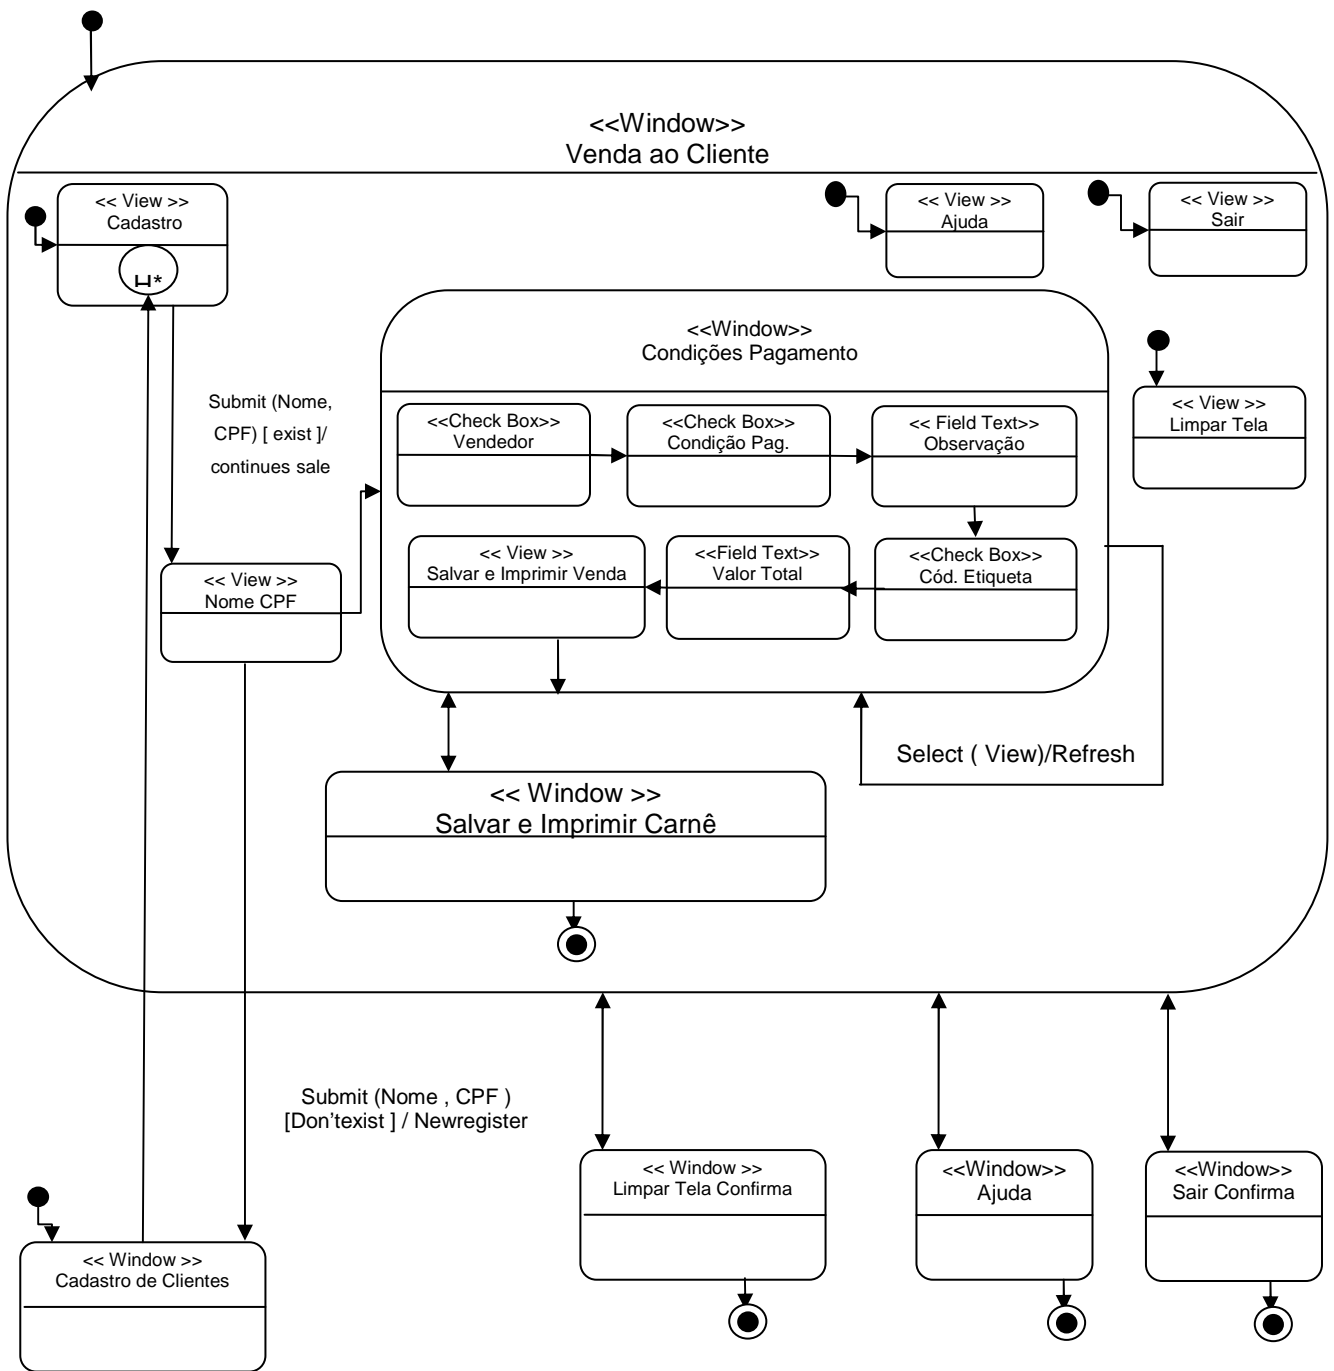 <<Window>>
Venda ao Cliente
<< View >>
Cadastro
H*
<< View >>
Ajuda
<< View >>
Sair
<<Window>>
Condições Pagamento
<< View >>
Limpar Tela
Submit (Nome,
CPF) [ exist ]/
continues sale
<<Check Box>>
Vendedor
<<Check Box>>
Condição Pag.
<< Field Text>>
Observação
<< View >>
Salvar e Imprimir Venda
<<Field Text>>
Valor Total
<<Check Box>>
Cód. Etiqueta
<< View >>
Nome CPF
Select ( View)/Refresh
<< Window >>
Salvar e Imprimir Carnê
Submit (Nome , CPF )
[Don'texist ] / Newregister
<< Window >>
Limpar Tela Confirma
<<Window>>
Ajuda
<<Window>>
Sair Confirma
<< Window >>
Cadastro de Clientes